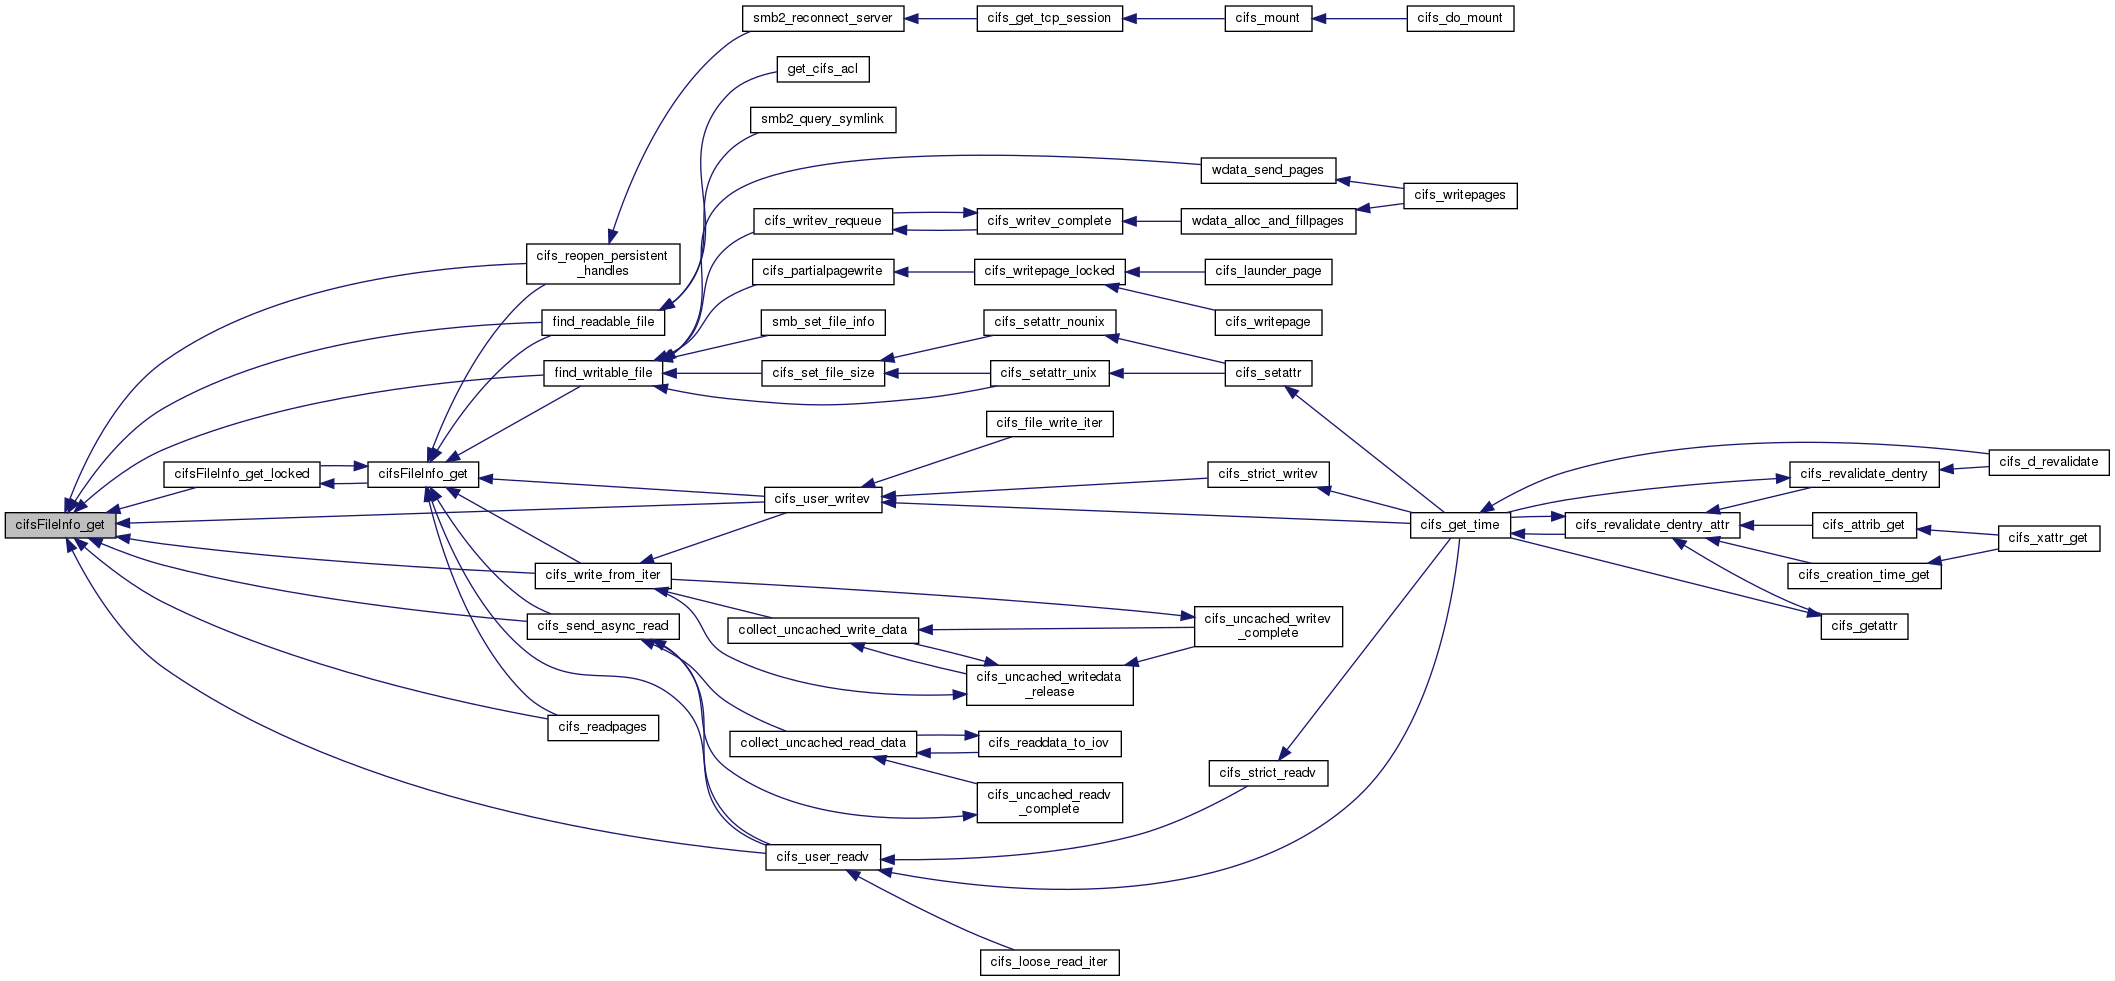 smb2_reconnect_server
cifs_get_tcp_session
cifs_mount
cifs_do_mount
get_cifs_acl
smb2_query_symlink
wdata_send_pages
cifs_writepages
cifs_writev_requeue
cifs_writev_complete
wdata_alloc_and_fillpages
cifs_reopen_persistent
_handles
cifs_partialpagewrite
cifs_writepage_locked
cifs_launder_page
find_readable_file
smb_set_file_info
cifs_setattr_nounix
cifs_writepage
find_writable_file
cifs_set_file_size
cifs_setattr_unix
cifs_setattr
cifs_file_write_iter
cifsFileInfo_get_locked
cifsFileInfo_get
cifs_strict_writev
cifs_revalidate_dentry
cifs_d_revalidate
cifs_user_writev
cifsFileInfo_get
cifs_get_time
cifs_revalidate_dentry_attr
cifs_attrib_get
cifs_xattr_get
cifs_write_from_iter
cifs_creation_time_get
cifs_send_async_read
collect_uncached_write_data
cifs_uncached_writev
_complete
cifs_getattr
cifs_uncached_writedata
_release
cifs_readpages
collect_uncached_read_data
cifs_readdata_to_iov
cifs_strict_readv
cifs_uncached_readv
_complete
cifs_user_readv
cifs_loose_read_iter